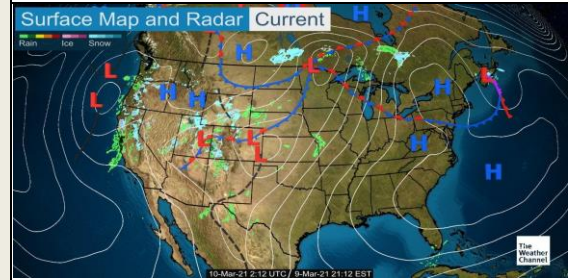 Surface Map and Radar Current
Rain Ice Snow
H
H
L
L
L
L
H
H
H
H
L
L
L
H
H
The
Weather
Channel
10-Mar-21 2:12 UTC / 9-Mar-21 21:12 EST